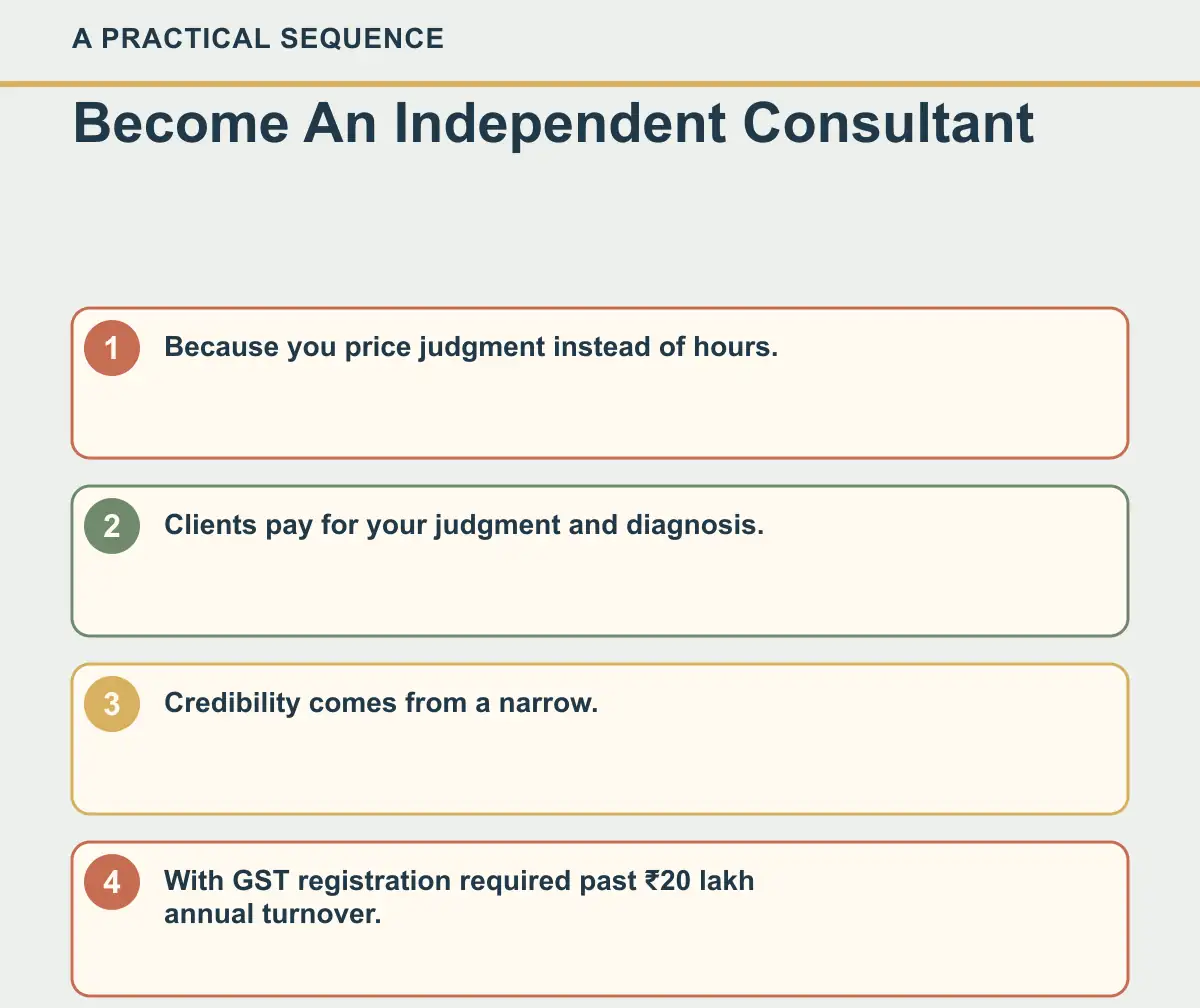 A PRACTICAL SEQUENCE
Become An Independent Consultant
1 Because you price judgment instead of hours.
2 Clients pay for your judgment and diagnosis.
3 Credibility comes from a narrow.
4 With GST registration required past ₹20 lakh
annual turnover.